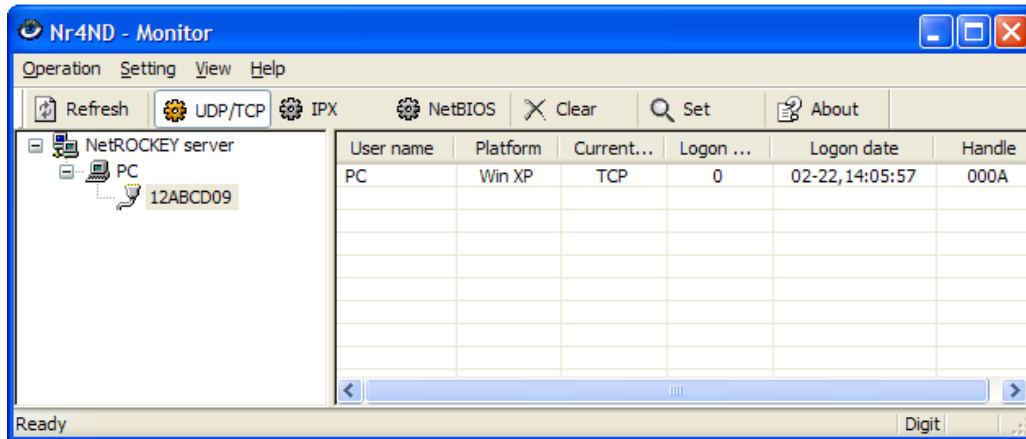 Nr4ND - Monitor
Operation Setting View Help
Refresh UDP/TCP IPX NetBIOS Clear Set About
NetROCKEY server
PC
12ABCD09
User name Platform Current... Logon ... Logon date Handle
PC Win XP TCP 0 02-22,14:05:57 000A
Ready Digit